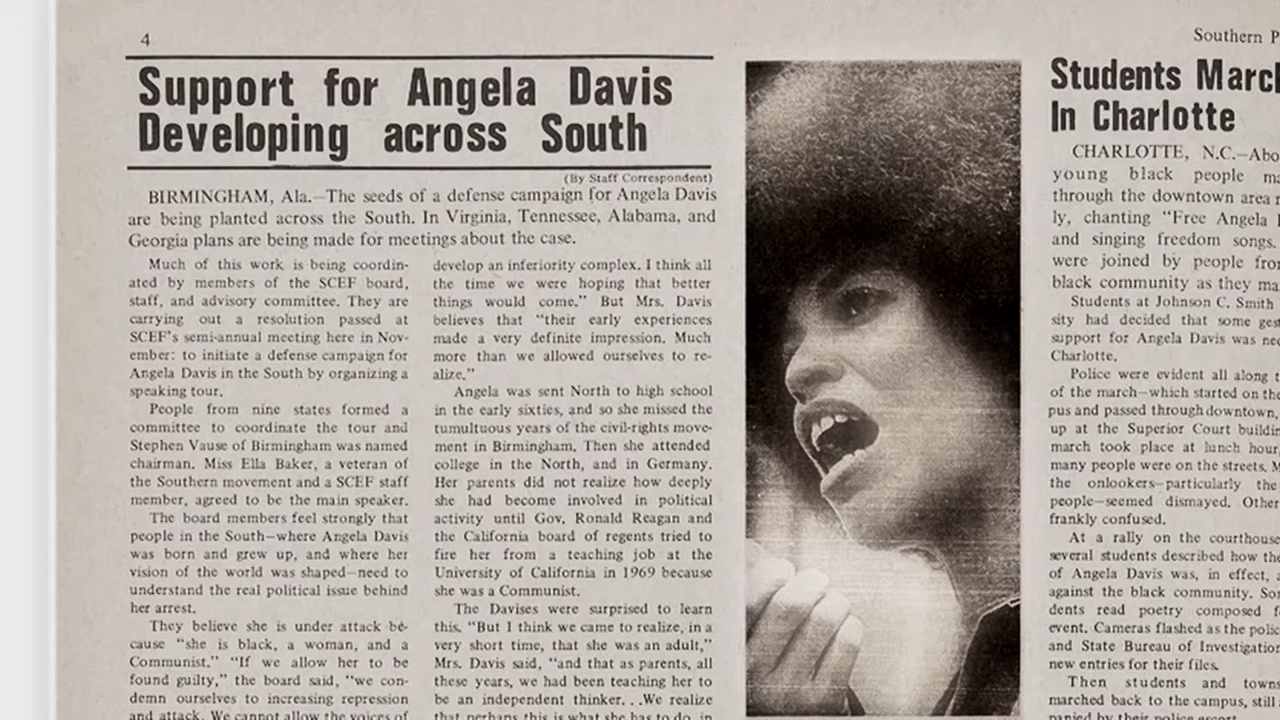 4
Southern P
Support for Angela Davis
Developing across South
(By Staff Correspondent)
BIRMINGHAM, Ala.—The seeds of a defense campaign for Angela Davis
are being planted across the South. In Virginia, Tennessee, Alabama, and
Georgia plans are being made for meetings about the case.
Much of this work is being coordin-
ated by members of the SCEF board,
staff, and advisory committee. They are
carrying out a resolution passed at
SCEF's semi-annual meeting here in Nov-
ember: to initiate a defense campaign for
Angela Davis in the South by organizing a
speaking tour.
People from nine states formed a
committee to coordinate the tour and
Stephen Vause of Birmingham was named
chairman. Miss Ella Baker, a veteran of
the Southern movement and a SCEF staff
member, agreed to be the main speaker.
The board members feel strongly that
people in the South—where Angela Davis
was born and grew up, and where her
vision of the world was shaped—need to
understand the real political issue behind
her arrest.
They believe she is under attack be-
cause "she is black, a woman, and a
Communist." "If we allow her to be
found guilty," the board said, "we con-
demn ourselves to increasing repression
and attack. We cannot allow the voices of
develop an inferiority complex. I think all
the time we were hoping that better
things would come." But Mrs. Davis
believes that "their early experiences
made a very definite impression. Much
more than we allowed ourselves to re-
alize."
Angela was sent North to high school
in the early sixties, and so she missed the
tumultuous years of the civil-rights move-
ment in Birmingham. Then she attended
college in the North, and in Germany.
Her parents did not realize how deeply
she had become involved in political
activity until Gov. Ronald Reagan and
the California board of regents tried to
fire her from a teaching job at the
University of California in 1969 because
she was a Communist.
The Davises were surprised to learn
this. "But I think we came to realize, in a
very short time, that she was an adult,"
Mrs. Davis said, "and that as parents, all
these years, we had been teaching her to
be an independent thinker. . .We realize
that perhaps this is what she has to do, in
Students March
In Charlotte
CHARLOTTE, N.C.—Abo
young black people ma
through the downtown area r
ly, chanting "Free Angela
and singing freedom songs.
were joined by people fro
black community as they ma
Students at Johnson C. Smith
sity had decided that some ges
support for Angela Davis was nee
Charlotte.
Police were evident all along t
of the march—which started on the
pus and passed through downtown,
up at the Superior Court buildin
march took place at lunch hour,
many people were on the streets. M
the onlookers—particularly the
people—seemed dismayed. Other
frankly confused.
At a rally on the courthouse
several students described how the
of Angela Davis was, in effect,
against the black community. So
dents read poetry composed f
event. Cameras flashed as the polic
and State Bureau of Investigation
new entries for their files.
Then students and towns
marched back to the campus, still
panied by their police escort.